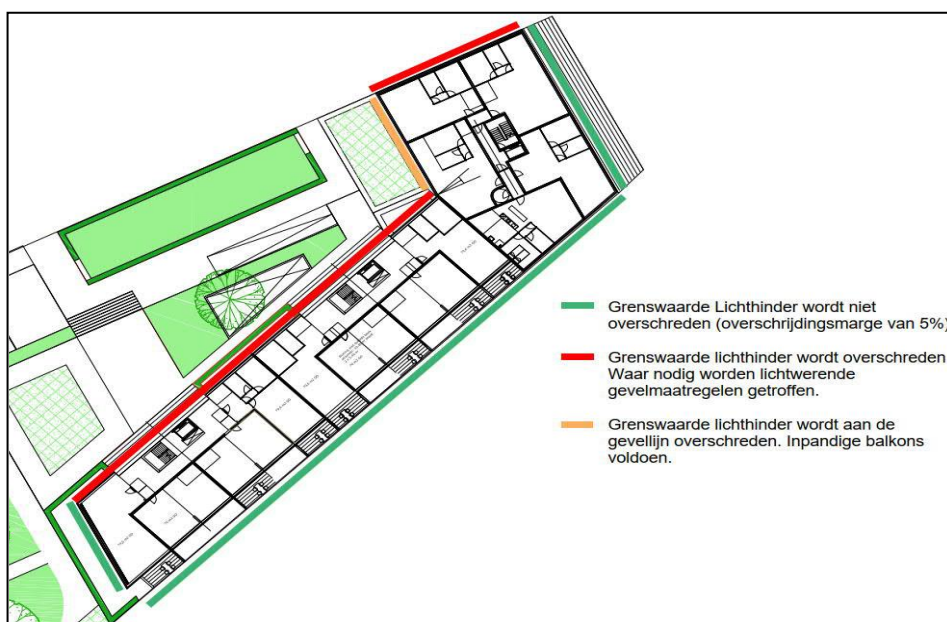 Grenswaarde Lichthinder wordt niet
overschreden (overschrijdingsmarge van 5%)
Grenswaarde lichthinder wordt overschreden
Waar nodig worden lichtwerende
gevelmaatregelen getroffen.
Grenswaarde lichthinder wordt aan de
gevellijn overschreden. Inpandige balkons
voldoen.